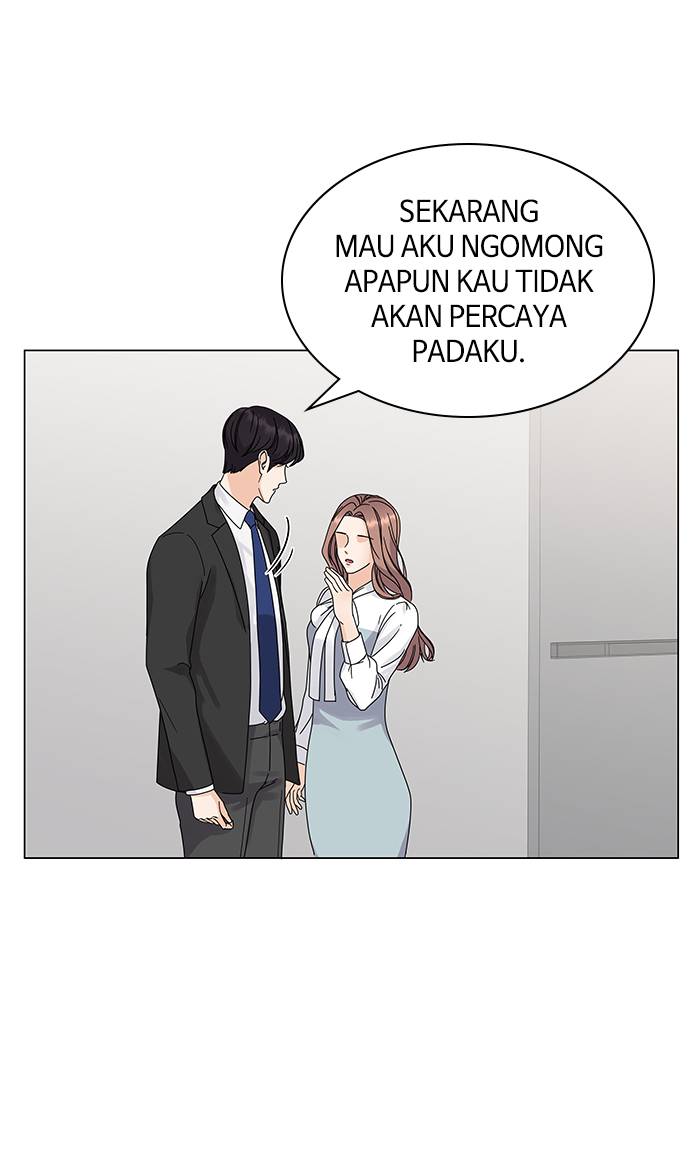 SEKARANG
MAU AKU NGOMONG
APAPUN KAU TIDAK
AKAN PERCAYA
PADAKU.